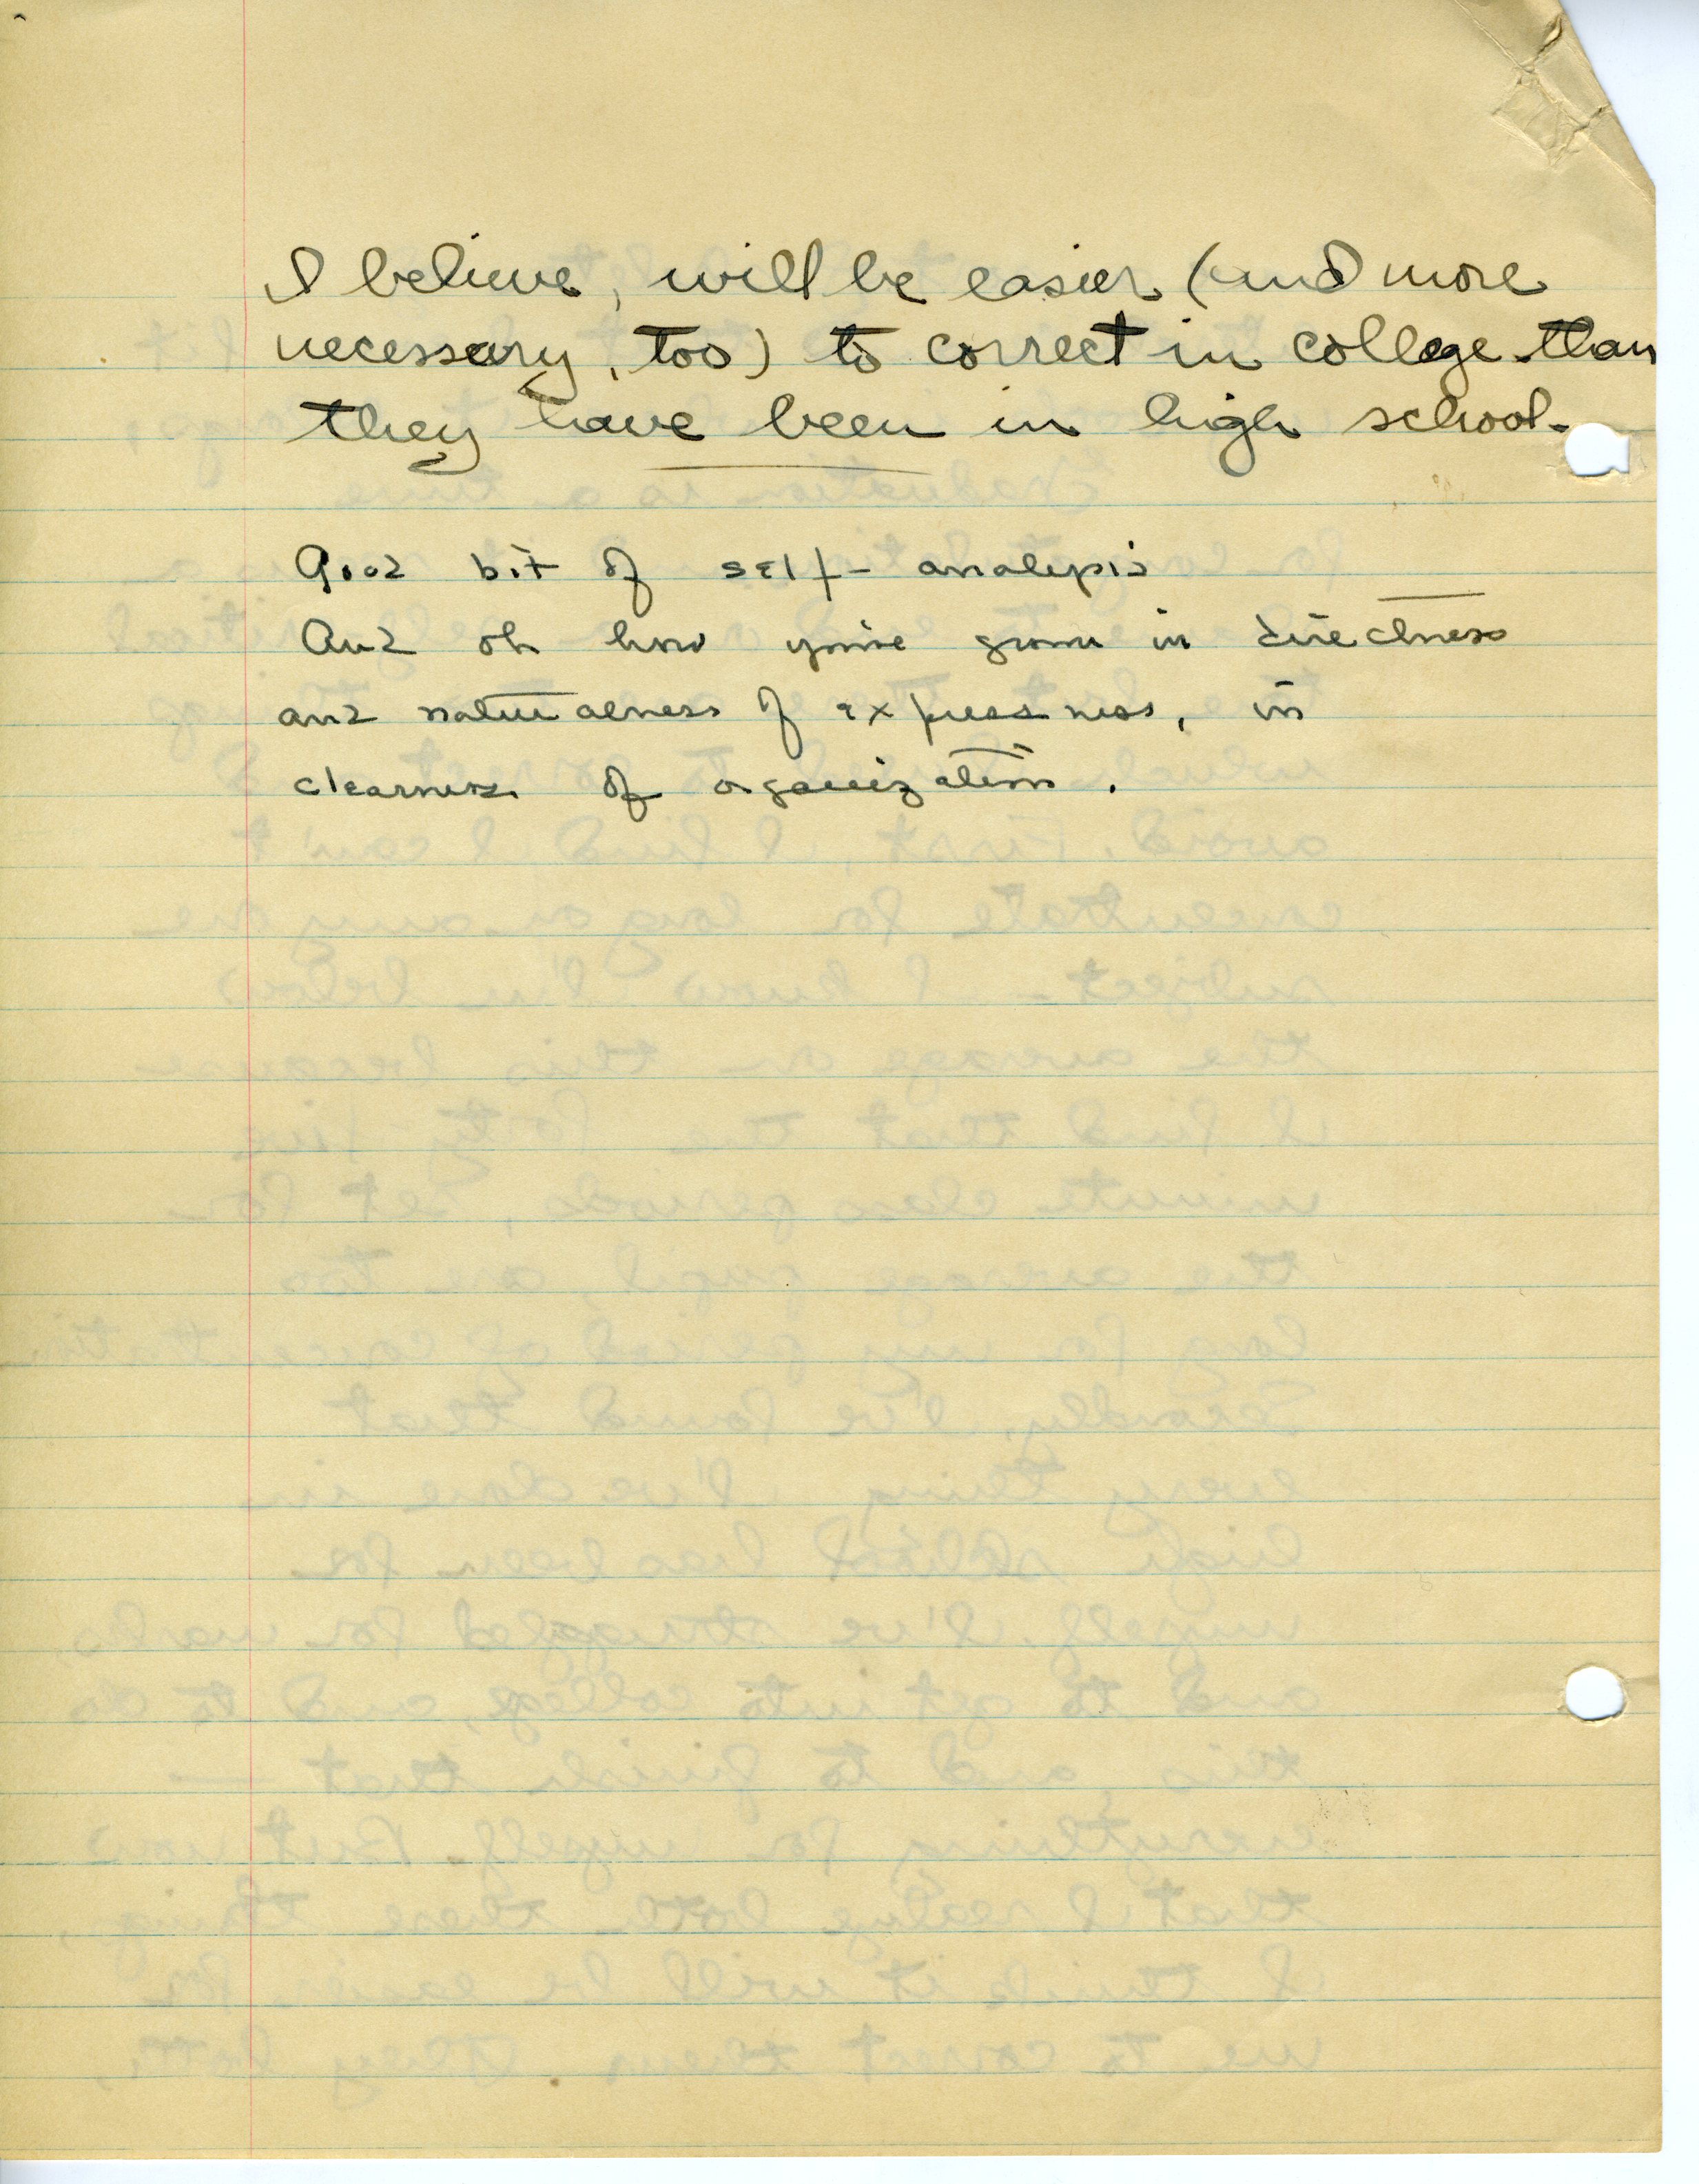 I believe, will be easier (and more
necessary, too) to correct in college than
they have been in high school.
Good bit of self-analysis
And oh how you've grown in directness
and naturalness of expressness, in
clearness of organization.